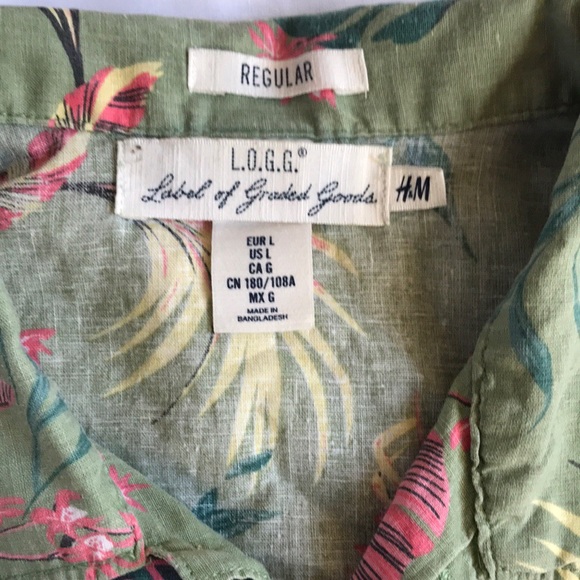 REGULAR
L.O.G.G.®
Label of Graded Goods.
H&M
EUR L
US L
CA G
CN 180/108A
MX G
MADE IN
BANGLADESH